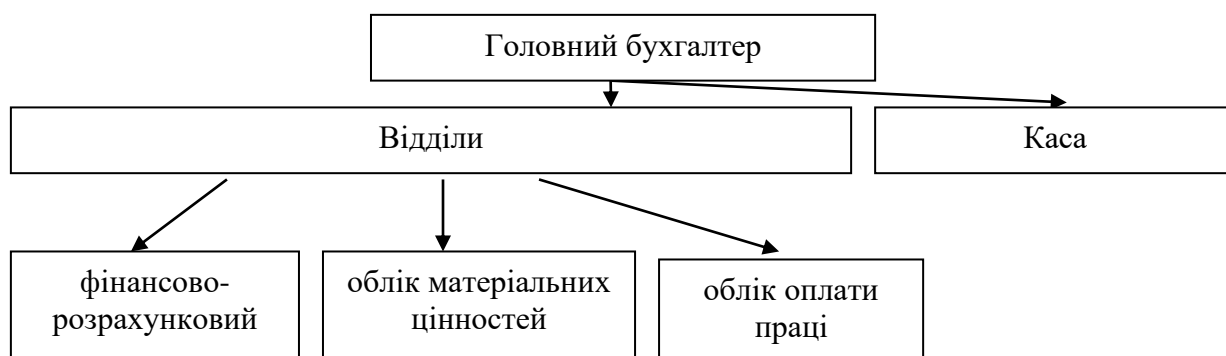 Головний бухгалтер
Відділи
Каса
фінансово-
розрахунковий
облік матеріальних
цінностей
облік оплати
праці